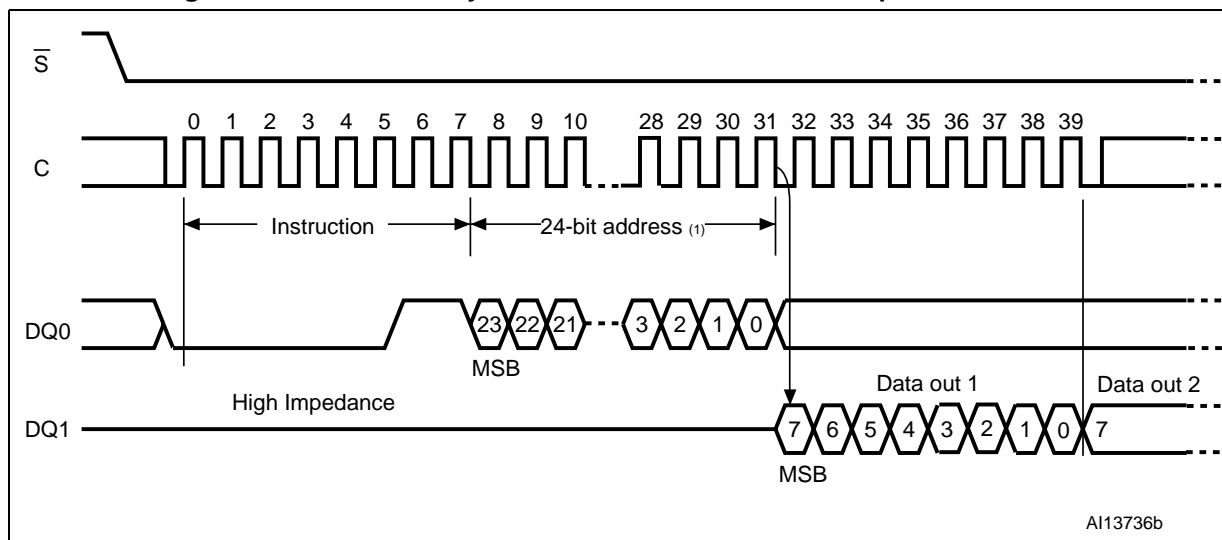 S
0 1 2 3 4 5 6 7 8 9 10 28 29 30 31 32 33 34 35 36 37 38 39
C
Instruction 24-bit address (1)
DQ0 23 22 21 3 2 1 0
MSB
High Impedance Data out 1 Data out 2
DQ1 7 6 5 4 3 2 1 0 7
MSB
AI13736b